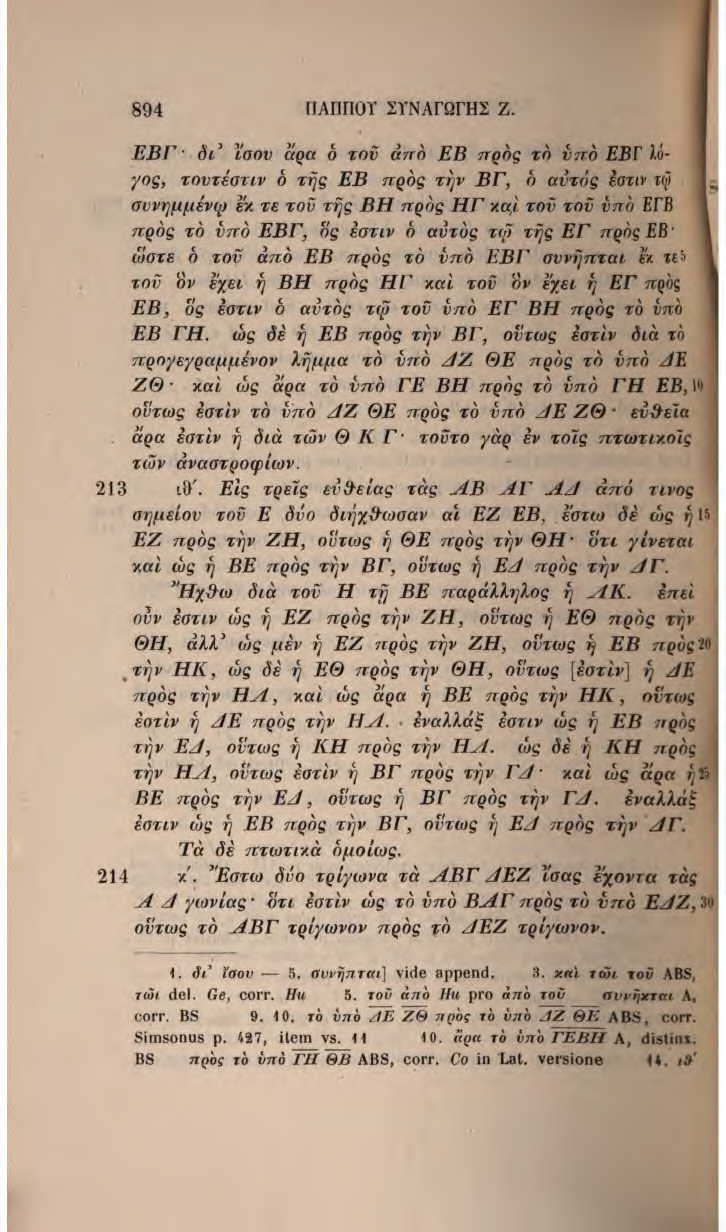 894 ΠΑΠΠΟΥ ΣΥΝΑΓΩΓΗΣ Ζ.
ΕΒΓ· δι’ ἴσου ἄρα ὁ τοῦ ἀπὸ ΕΒ πρὸς τὸ ὑπὸ ΕΒΓ λό-
γος, τουτέστιν ὁ τῆς ΕΒ πρὸς τὴν ΒΓ, ὁ αὐτός ἐστιν τῷ
συνημμένῳ ἔκ τε τοῦ τῆς ΒΗ πρὸς ΗΓ καὶ τοῦ τοῦ ὑπὸ ΕΓΒ
πρὸς τὸ ὑπὸ ΕΒΓ, ὅς ἐστιν ὁ αὐτὸς τῷ τῆς ΕΓ πρὸς ΕΒ·
ὥστε ὁ τοῦ ἀπὸ ΕΒ πρὸς τὸ ὑπὸ ΕΒΓ συνῆπται ἔκ τε 5
τοῦ ὃν ἔχει ἡ ΒΗ πρὸς ΗΓ καὶ τοῦ ὃν ἔχει ἡ ΕΓ πρὸς
ΕΒ, ὅς ἐστιν ὁ αὐτὸς τῷ τοῦ ὑπὸ ΕΓ ΒΗ πρὸς τὸ ὑπὸ
ΕΒ ΓΗ. ὡς δὲ ἡ ΕΒ πρὸς τὴν ΒΓ, οὕτως ἐστὶν διὰ τὸ
προγεγραμμένον λῆμμα τὸ ὑπὸ ΔΖ ΘΕ πρὸς τὸ ὑπὸ ΔΕ
ΖΘ· καὶ ὡς ἄρα τὸ ὑπὸ ΓΕ ΒΗ πρὸς τὸ ὑπὸ ΓΗ ΕΒ, 10
οὕτως ἐστὶν τὸ ὑπὸ ΔΖ ΘΕ πρὸς τὸ ὑπὸ ΔΕ ΖΘ· εὐθεῖα
ἄρα ἐστὶν ἡ διὰ τῶν Θ Κ Γ· τοῦτο γὰρ ἐν τοῖς πτωτικοῖς
τῶν ἀναστροφίων.
213 ιθ΄. Εἰς τρεῖς εὐθείας τὰς ΑΒ ΑΓ ΑΔ ἀπό τινος
σημείου τοῦ Ε δύο διήχθωσαν αἱ ΕΖ ΕΒ, ἔστω δὲ ὡς ἡ 15
ΕΖ πρὸς τὴν ΖΗ, οὕτως ἡ ΘΕ πρὸς τὴν ΘΗ· ὅτι γίνεται
καὶ ὡς ἡ ΒΕ πρὸς τὴν ΒΓ, οὕτως ἡ ΕΔ πρὸς τὴν ΔΓ.
Ἤχθω διὰ τοῦ Η τῇ ΒΕ παράλληλος ἡ ΛΚ. ἐπεὶ
οὖν ἐστιν ὡς ἡ ΕΖ πρὸς τὴν ΖΗ, οὕτως ἡ ΕΘ πρὸς τὴν
ΘΗ, ἀλλ’ ὡς μὲν ἡ ΕΖ πρὸς τὴν ΖΗ, οὕτως ἡ ΕΒ πρὸς 20
τὴν ΗΚ, ὡς δὲ ἡ ΕΘ πρὸς τὴν ΘΗ, οὕτως [ἐστὶν] ἡ ΔΕ
πρὸς τὴν ΗΛ, καὶ ὡς ἄρα ἡ ΒΕ πρὸς τὴν ΗΚ, οὕτως
ἐστὶν ἡ ΔΕ πρὸς τὴν ΗΛ. ἐναλλάξ ἐστιν ὡς ἡ ΕΒ πρὸς
τὴν ΕΔ, οὕτως ἡ ΚΗ πρὸς τὴν ΗΛ. ὡς δὲ ἡ ΚΗ πρὸς
τὴν ΗΛ, οὕτως ἐστὶν ἡ ΒΓ πρὸς τὴν ΓΔ· καὶ ὡς ἄρα ἡ 25
ΒΕ πρὸς τὴν ΕΔ, οὕτως ἡ ΒΓ πρὸς τὴν ΓΔ. ἐναλλάξ
ἐστιν ὡς ἡ ΕΒ πρὸς τὴν ΒΓ, οὕτως ἡ ΕΔ πρὸς τὴν ΔΓ.
Τὰ δὲ πτωτικὰ ὁμοίως.
214 κ΄. Ἔστω δύο τρίγωνα τὰ ΑΒΓ ΔΕΖ ἴσας ἔχοντα τὰς
Α Δ γωνίας· ὅτι ἐστὶν ὡς τὸ ὑπὸ ΒΑΓ πρὸς τὸ ὑπὸ ΕΔΖ, 30
οὕτως τὸ ΑΒΓ τρίγωνον πρὸς τὸ ΔΕΖ τρίγωνον.
1. δι’ ἴσου — 5. συνῆπται] vide append. 3. καὶ τῶι τοῦ ABS,
τῶι del. Ge, corr. Hu 5. τοῦ ἀπὸ Hu pro ἀπὸ τοῦ συνῆκται A,
corr. BS 9. 10. τὸ ὑπὸ ΔΕ ΖΘ πρὸς τὸ ὑπὸ ΔΖ ΘΕ ABS, corr.
Simsonus p. 427, item vs. 11 10. ἄρα τὸ ὑπὸ ΓΕΒΗ A, distinx.
BS πρὸς τὸ ὑπὸ ΓΗ ΘΒ ABS, corr. Co in Lat. versione 14. ιθ΄